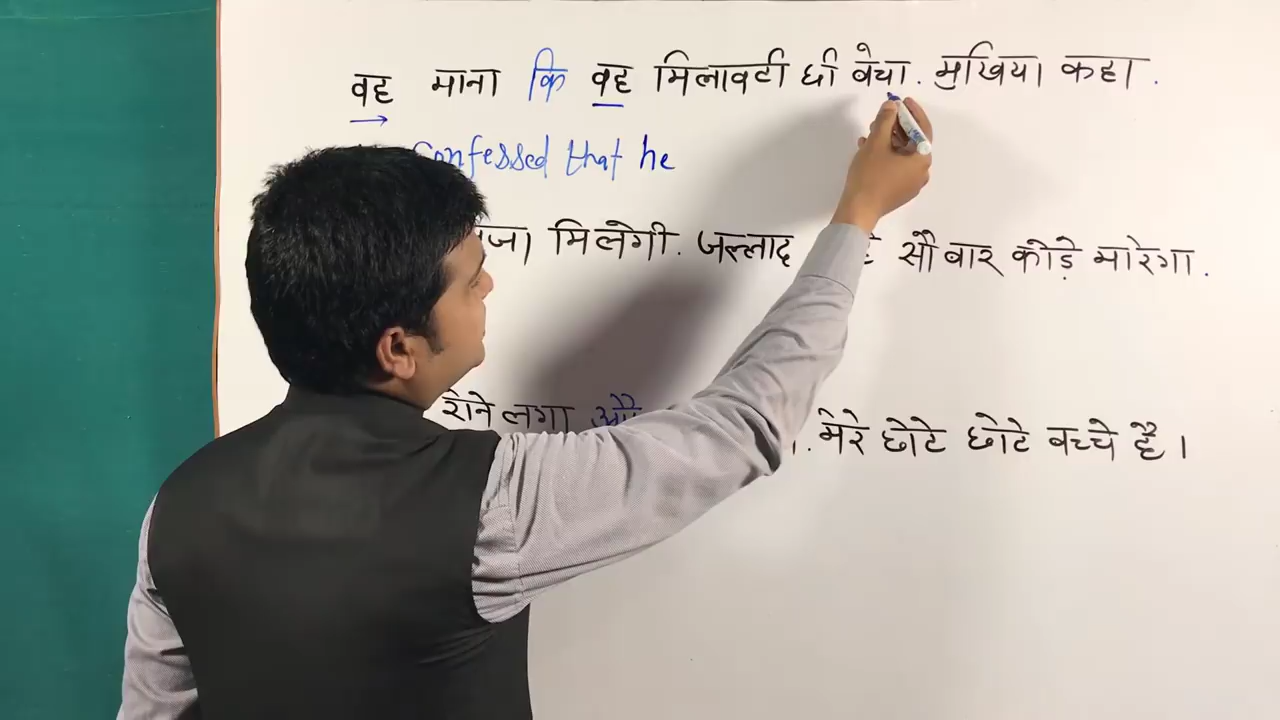 वह माना कि वह मिलावटी घी बेचा. मुखिया कहा.
confessed that he
मिलेगी. जल्लाद सौ बार कोड़े मारेगा.
रोने लगा . मेरे छोटे छोटे बच्चे है।